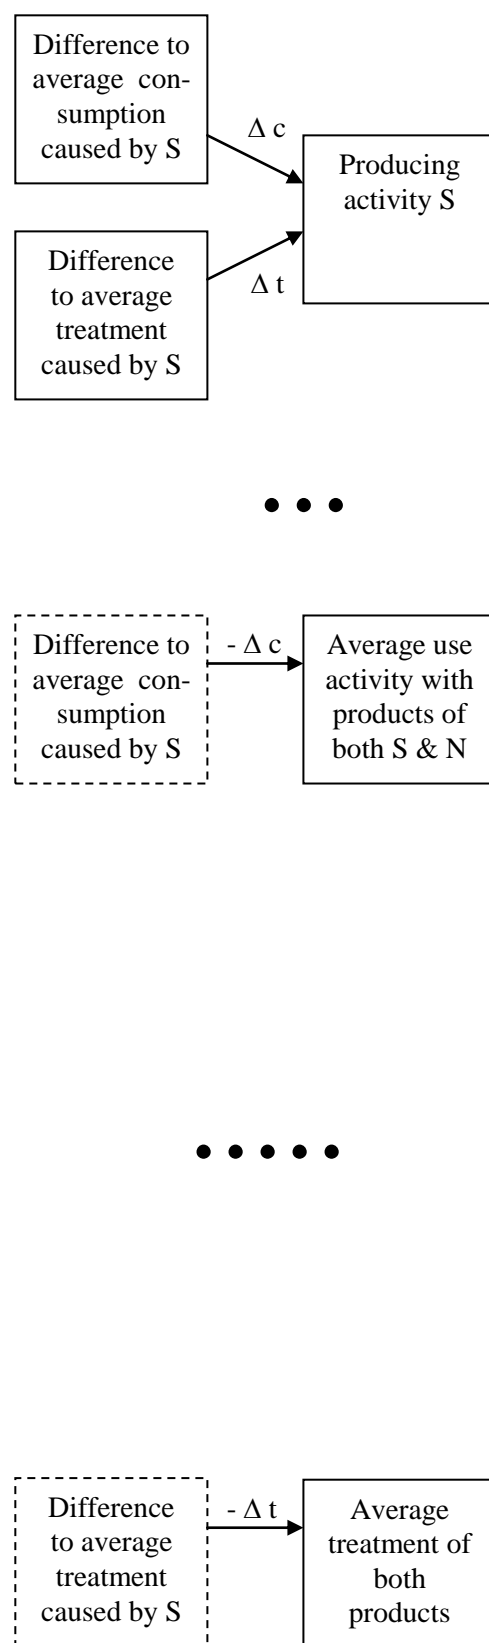 Difference to
average con-
sumption
caused by S
Δ c
Producing
activity S
Difference
to average
treatment
caused by S
Δ t
Difference to
average con-
sumption
caused by S
- Δ c
Average use
activity with
products of
both S & N
Difference
to average
treatment
caused by S
- Δ t
Average
treatment of
both
products